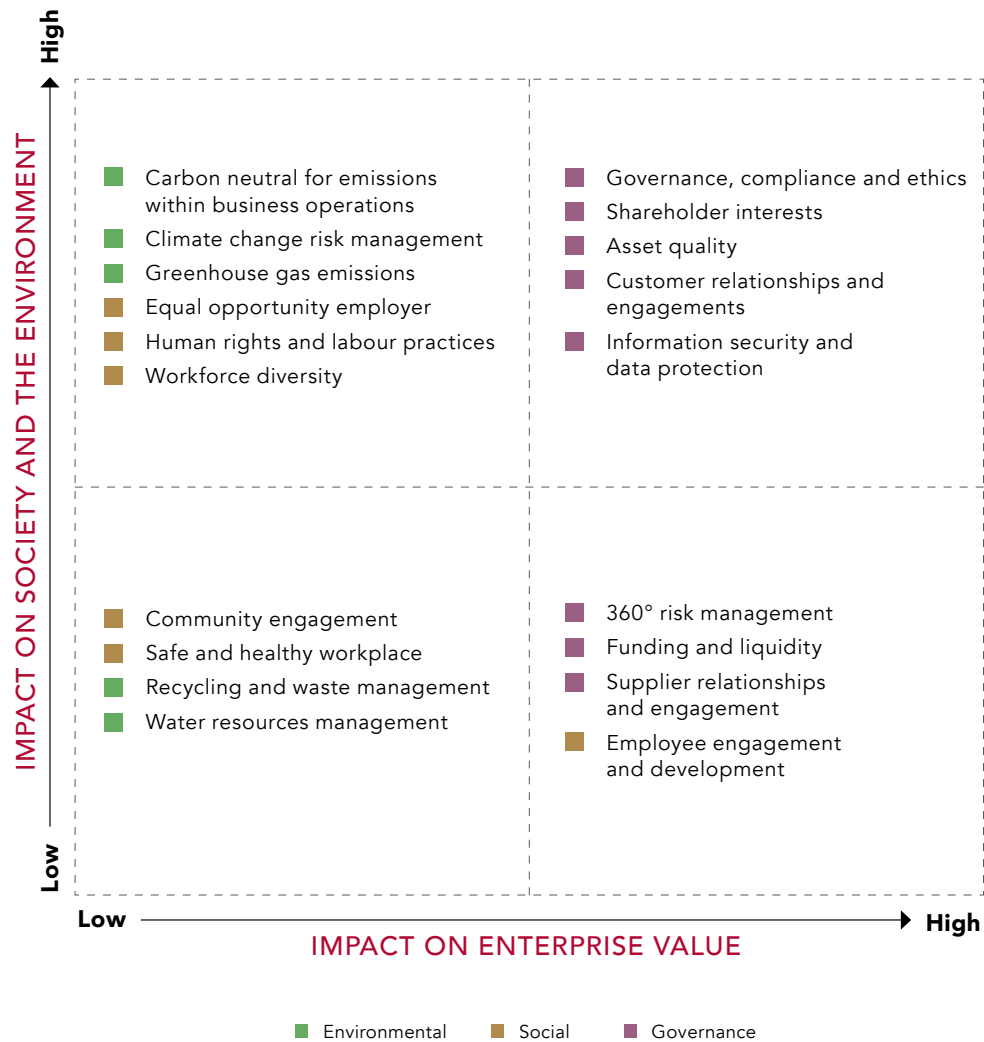 High
IMPACT ON SOCIETY AND THE ENVIRONMENT
Low
Carbon neutral for emissions
within business operations
Climate change risk management
Greenhouse gas emissions
Equal opportunity employer
Human rights and labour practices
Workforce diversity
Governance, compliance and ethics
Shareholder interests
Asset quality
Customer relationships and
engagements
Information security and
data protection
Community engagement
Safe and healthy workplace
Recycling and waste management
Water resources management
360° risk management
Funding and liquidity
Supplier relationships
and engagement
Employee engagement
and development
Low
High
IMPACT ON ENTERPRISE VALUE
Environmental
Social
Governance